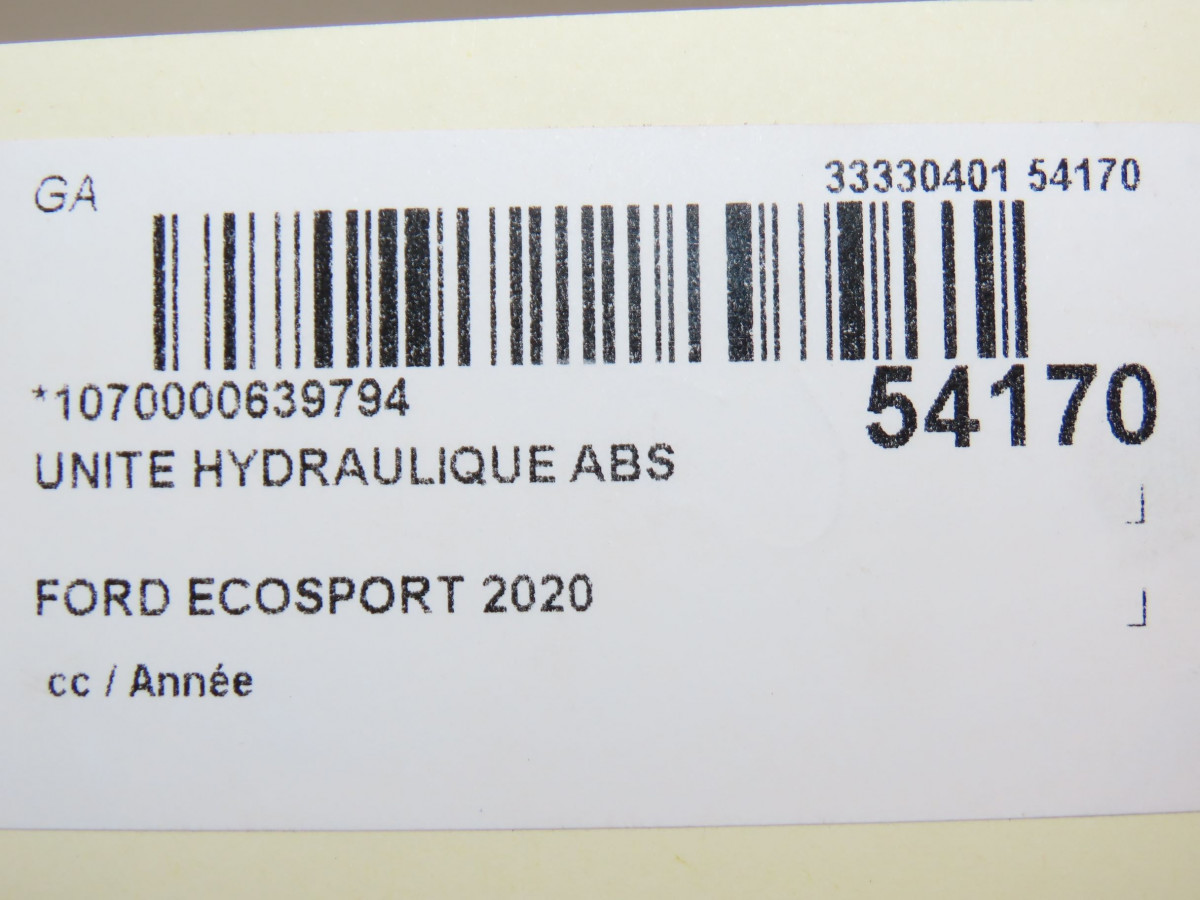 GA
33330401 54170
*1070000639794
54170
UNITE HYDRAULIQUE ABS
FORD ECOSPORT 2020
cc / Année